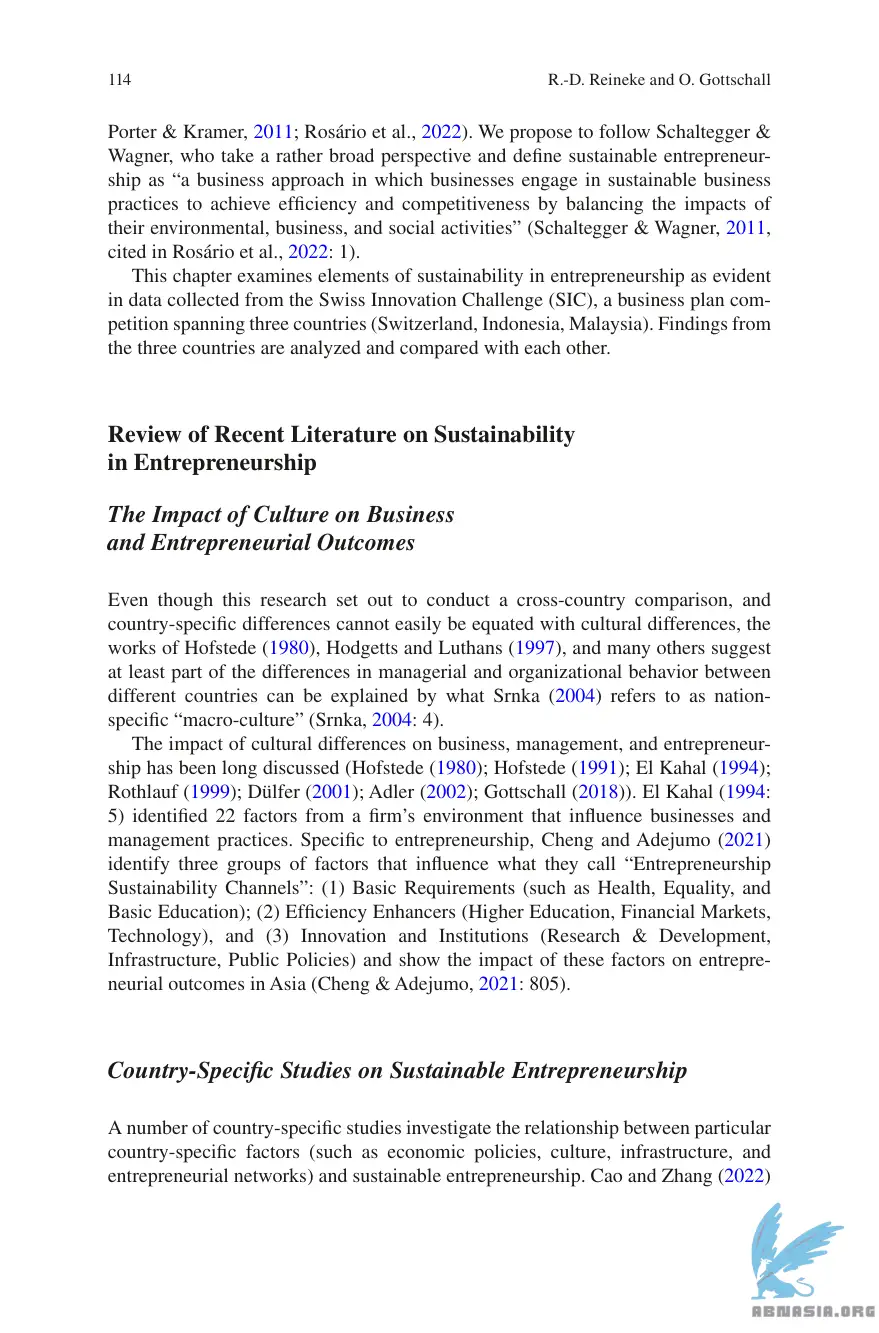 114
R.-D. Reineke and O. Gottschall
Porter & Kramer, 2011; Rosário et al., 2022). We propose to follow Schaltegger &
Wagner, who take a rather broad perspective and define sustainable entrepreneur-
ship as “a business approach in which businesses engage in sustainable business
practices to achieve efficiency and competitiveness by balancing the impacts of
their environmental, business, and social activities” (Schaltegger & Wagner, 2011,
cited in Rosário et al., 2022: 1).
This chapter examines elements of sustainability in entrepreneurship as evident
in data collected from the Swiss Innovation Challenge (SIC), a business plan com-
petition spanning three countries (Switzerland, Indonesia, Malaysia). Findings from
the three countries are analyzed and compared with each other.
Review of Recent Literature on Sustainability
in Entrepreneurship
The Impact of Culture on Business
and Entrepreneurial Outcomes
Even though this research set out to conduct a cross-country comparison, and
country-specific differences cannot easily be equated with cultural differences, the
works of Hofstede (1980), Hodgetts and Luthans (1997), and many others suggest
at least part of the differences in managerial and organizational behavior between
different countries can be explained by what Srnka (2004) refers to as nation-
specific “macro-culture” (Srnka, 2004: 4).
The impact of cultural differences on business, management, and entrepreneur-
ship has been long discussed (Hofstede (1980); Hofstede (1991); El Kahal (1994);
Rothlauf (1999); Dülfer (2001); Adler (2002); Gottschall (2018)). El Kahal (1994:
5) identified 22 factors from a firm’s environment that influence businesses and
management practices. Specific to entrepreneurship, Cheng and Adejumo (2021)
identify three groups of factors that influence what they call “Entrepreneurship
Sustainability Channels”: (1) Basic Requirements (such as Health, Equality, and
Basic Education); (2) Efficiency Enhancers (Higher Education, Financial Markets,
Technology), and (3) Innovation and Institutions (Research & Development,
Infrastructure, Public Policies) and show the impact of these factors on entrepre-
neurial outcomes in Asia (Cheng & Adejumo, 2021: 805).
Country-Specific Studies on Sustainable Entrepreneurship
A number of country-specific studies investigate the relationship between particular
country-specific factors (such as economic policies, culture, infrastructure, and
entrepreneurial networks) and sustainable entrepreneurship. Cao and Zhang (2022)
ABNASIA.ORG